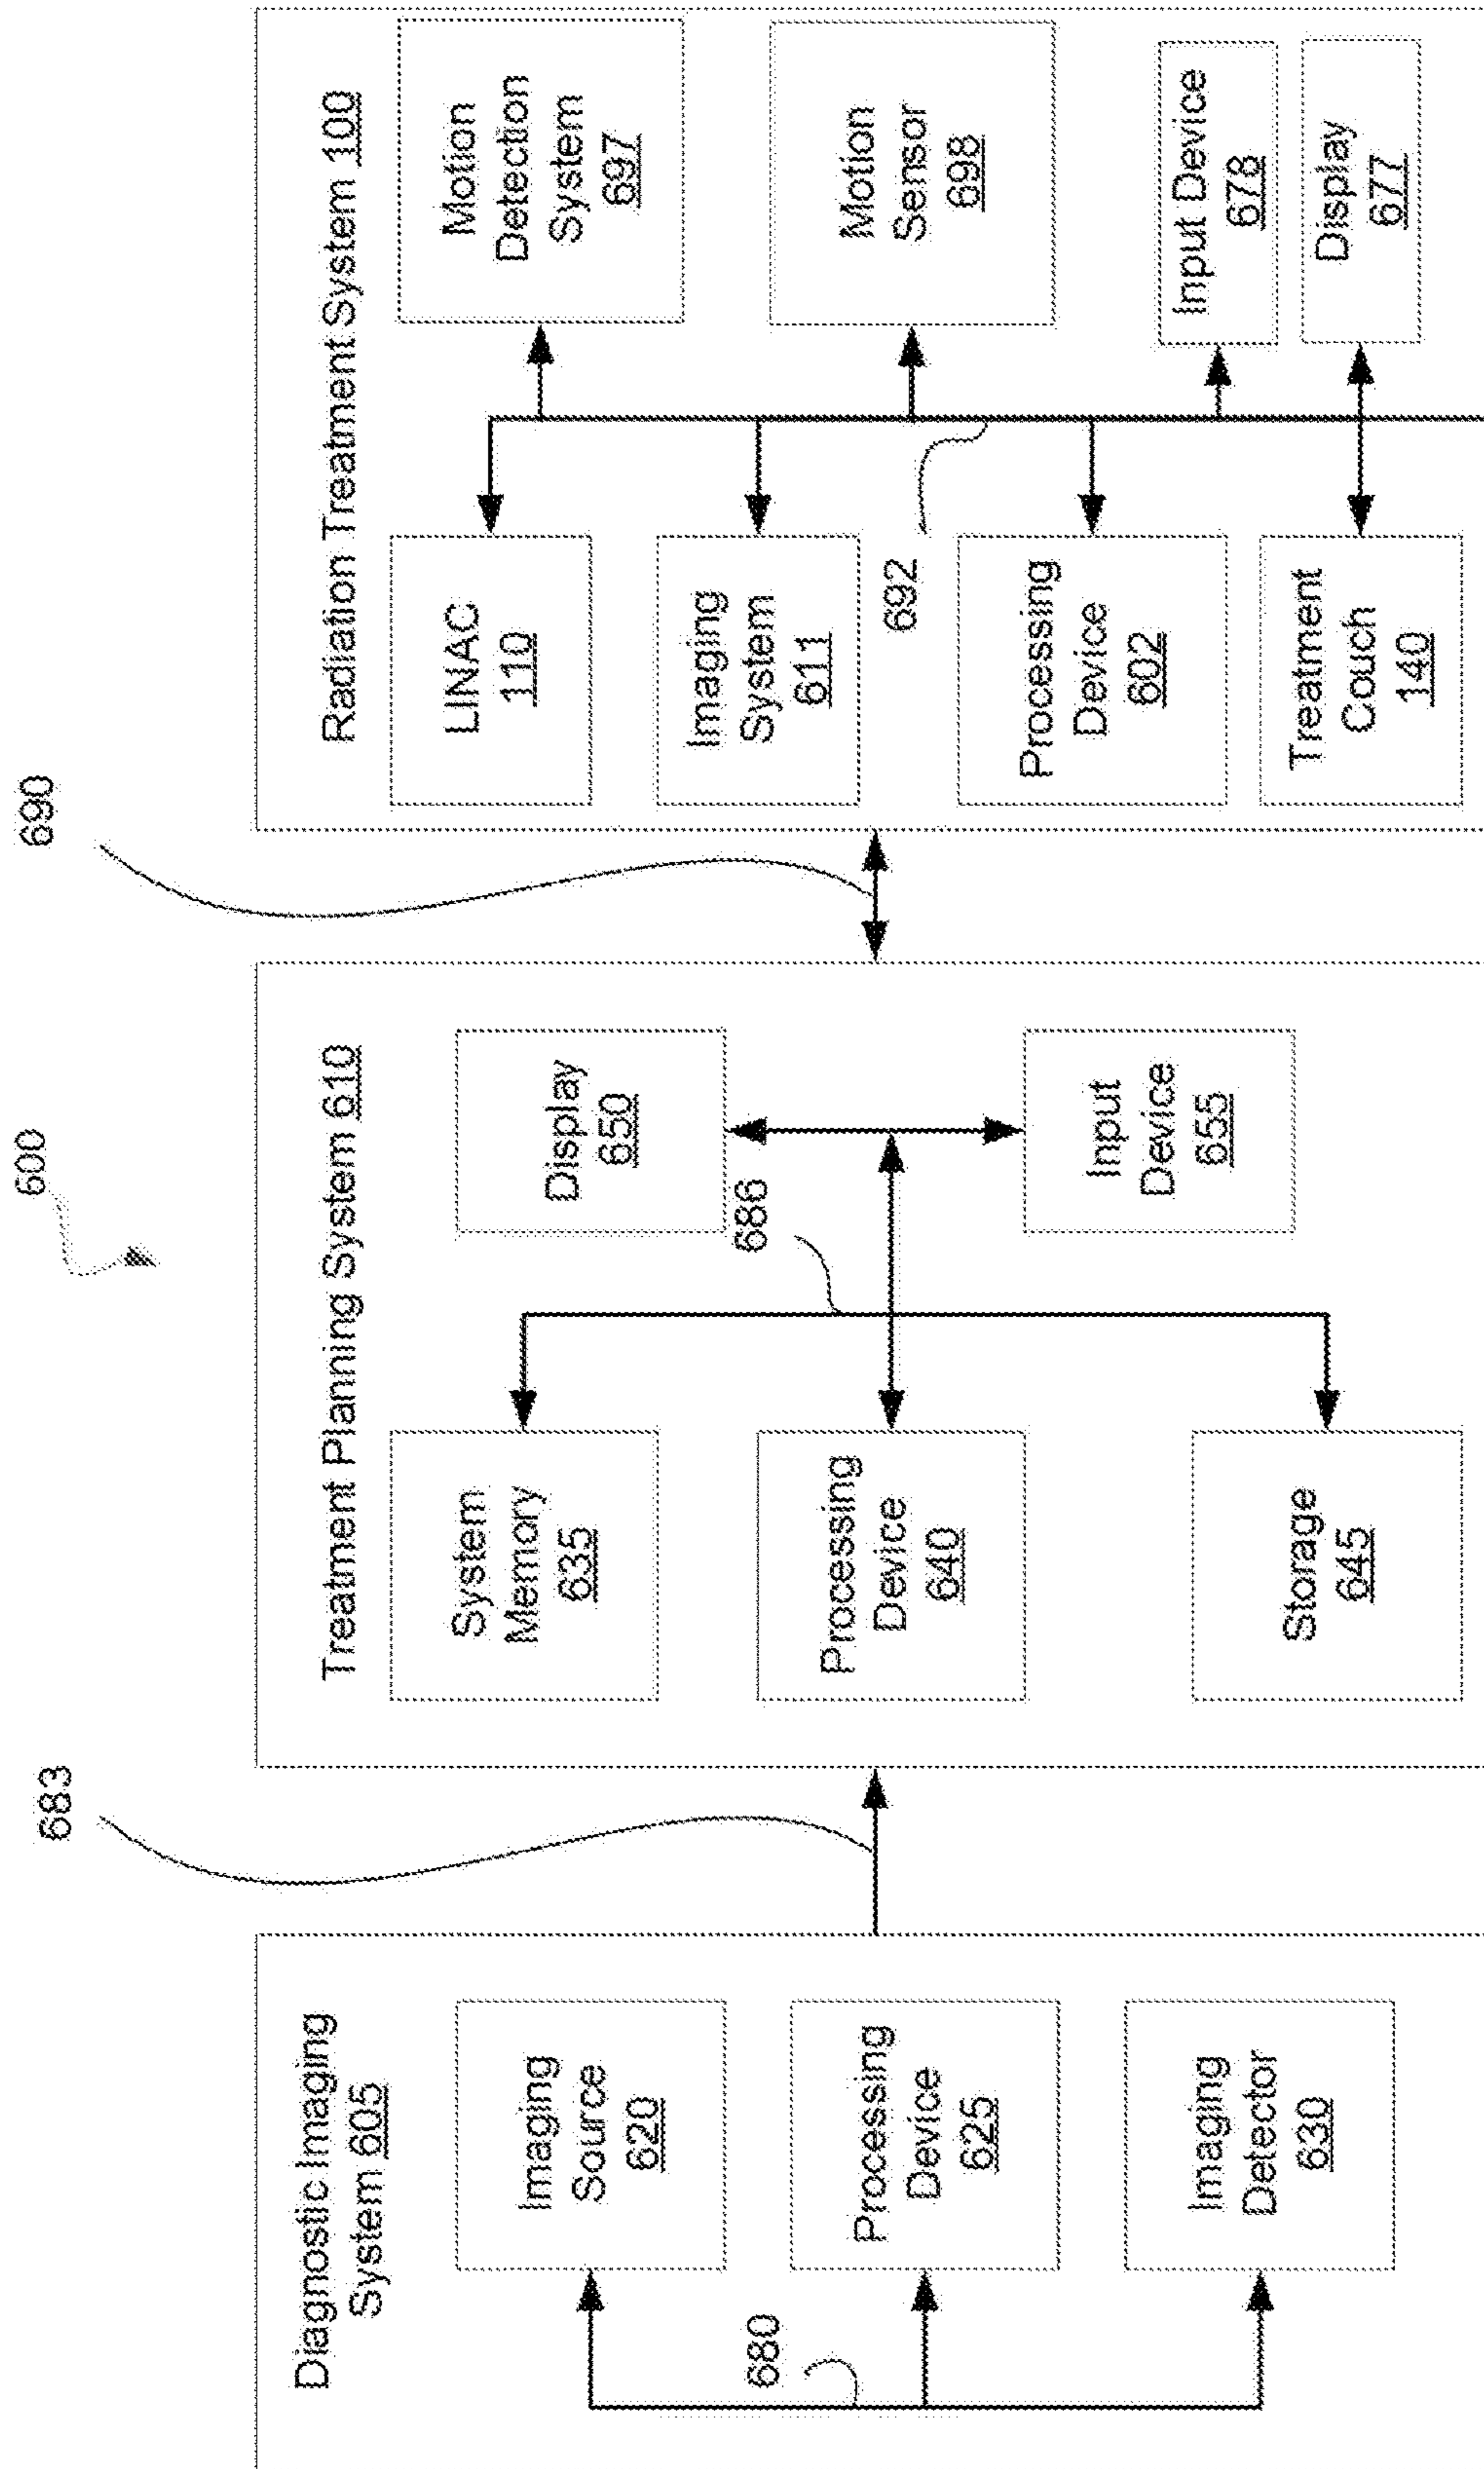 600
683
690
Diagnostic Imaging
System 605
Imaging
Source
620
Processing
Device
625
Imaging
Detector
630
680
Treatment Planning System 610
System
Memory
635
Processing
Device
640
Storage
645
686
Display
650
Input
Device
655
Radiation Treatment System 100
LINAC
110
Imaging
System
611
Processing
Device
602
Treatment
Couch
140
692
Motion
Detection
System
697
Motion
Sensor
698
Input Device
678
Display
677